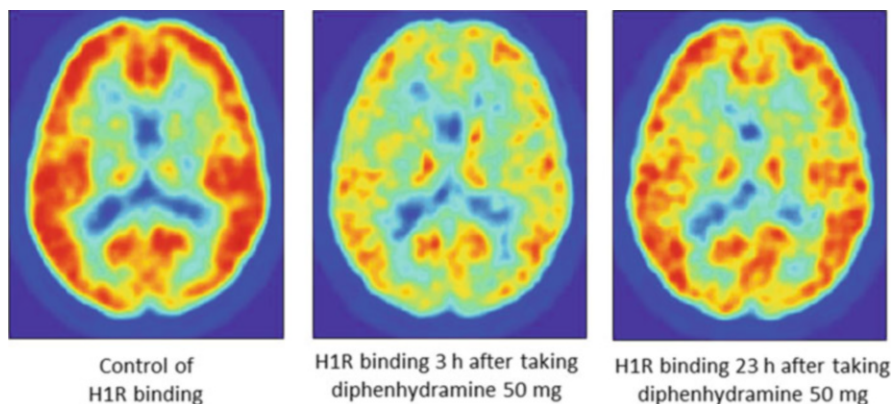 Control of
H1R binding
H1R binding 3 h after taking
diphenhydramine 50 mg
H1R binding 23 h after taking
diphenhydramine 50 mg